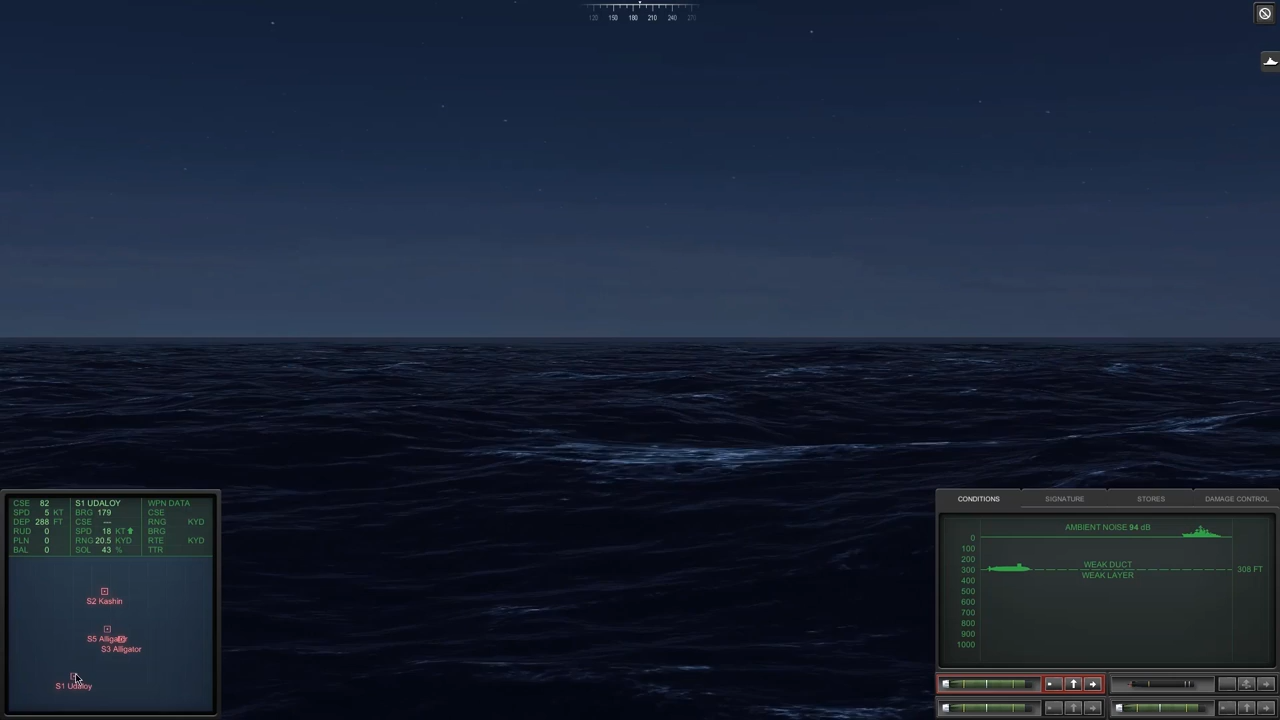 120 150 180 210 240 270
CSE 82
SPD 5 KT
DEP 288 FT
RUD 0
PLN 0
BAL 0
S1 UDALOY
BRG 179
CSE ---
SPD 18 KT
RNG 20.5 KYD
SOL 43 %
WPN DATA
CSE
RNG KYD
BRG
RTE KYD
TTR
S2 Kashin
S5 Alligator
S3 Alligator
S1 Udaloy
CONDITIONS SIGNATURE STORES DAMAGE CONTROL
AMBIENT NOISE 94 dB
0
100
200
300
400
500
600
700
800
900
1000
WEAK DUCT
WEAK LAYER
308 FT